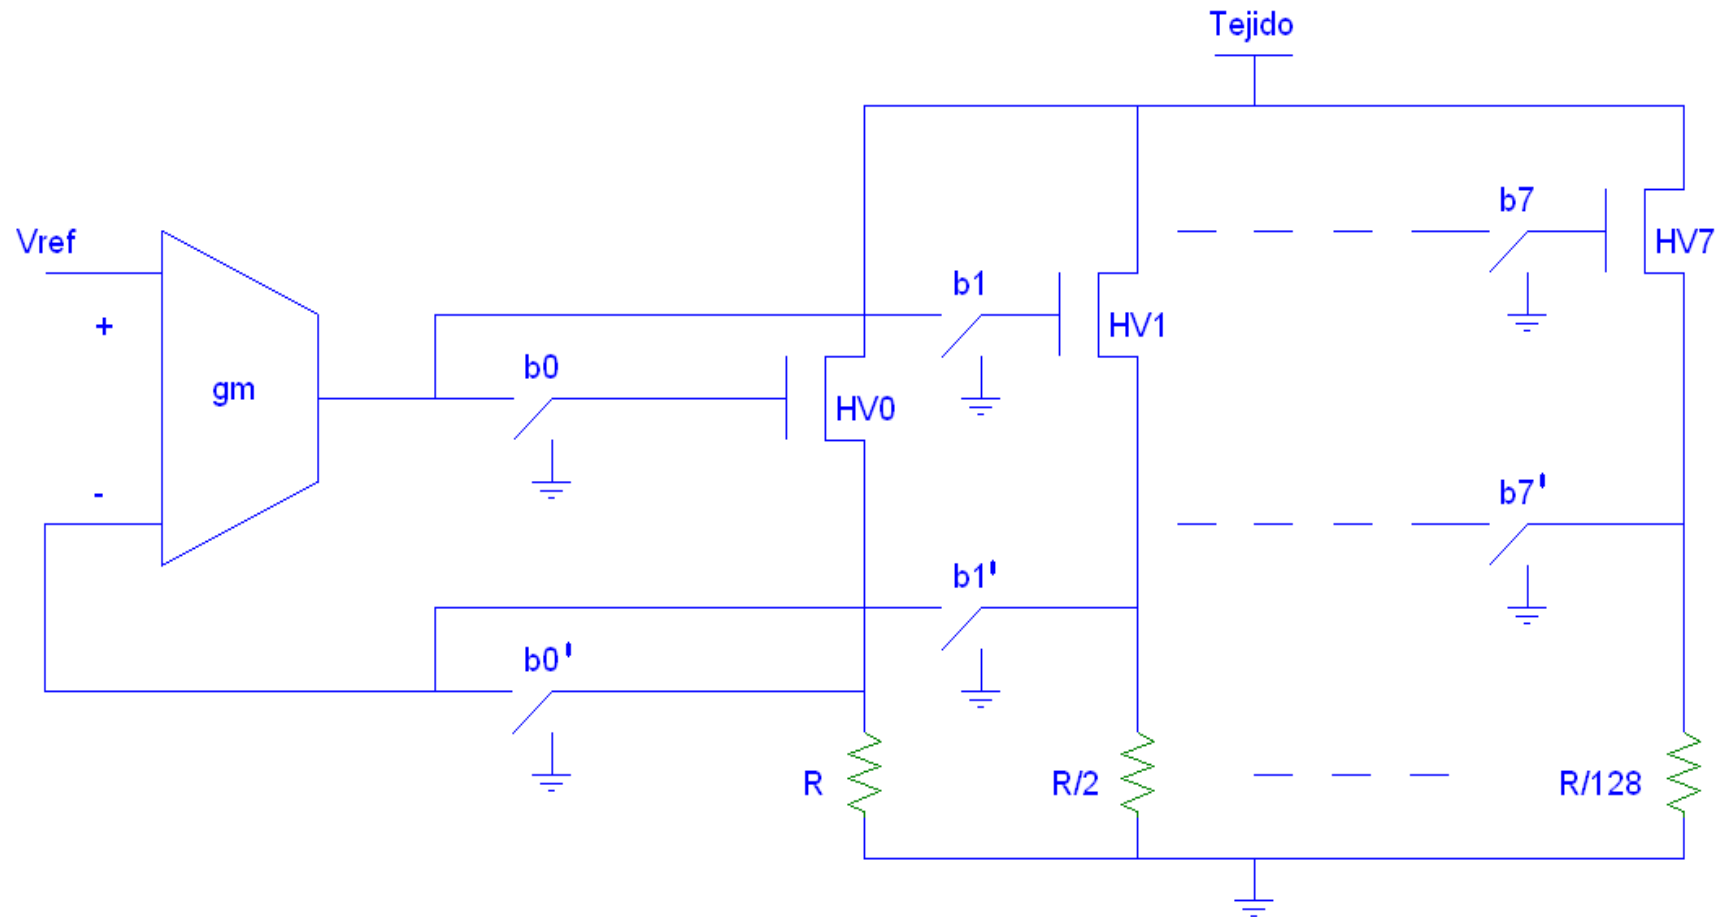 Tejido
b7
Vref
HV7
b1
+
HV1
b0
gm
HV0
-
b7'
b1'
b0'
R
R/2
R/128